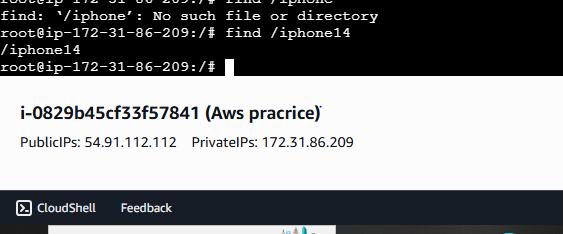 root@ip-172-31-86-209:/# find /iphone
find: ‘/iphone’: No such file or directory
root@ip-172-31-86-209:/# find /iphone14
/iphone14
root@ip-172-31-86-209:/#
i-0829b45cf33f57841 (Aws pracrice)
PublicIPs: 54.91.112.112 PrivateIPs: 172.31.86.209
CloudShell Feedback